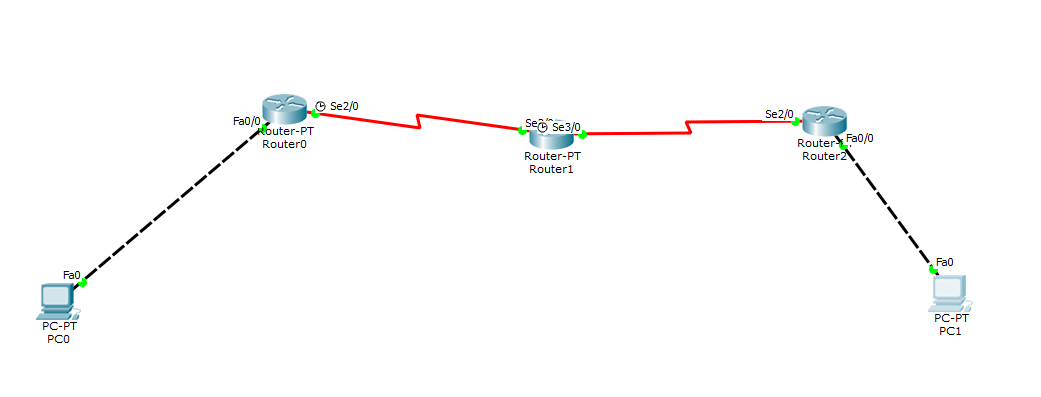 Se2/0
Fa0/0
Router-PT
Router0
Se3/0
Router-PT
Router1
Se2/0
Fa0/0
Router2
Fa0
PC-PT
PC0
Fa0
PC-PT
PC1